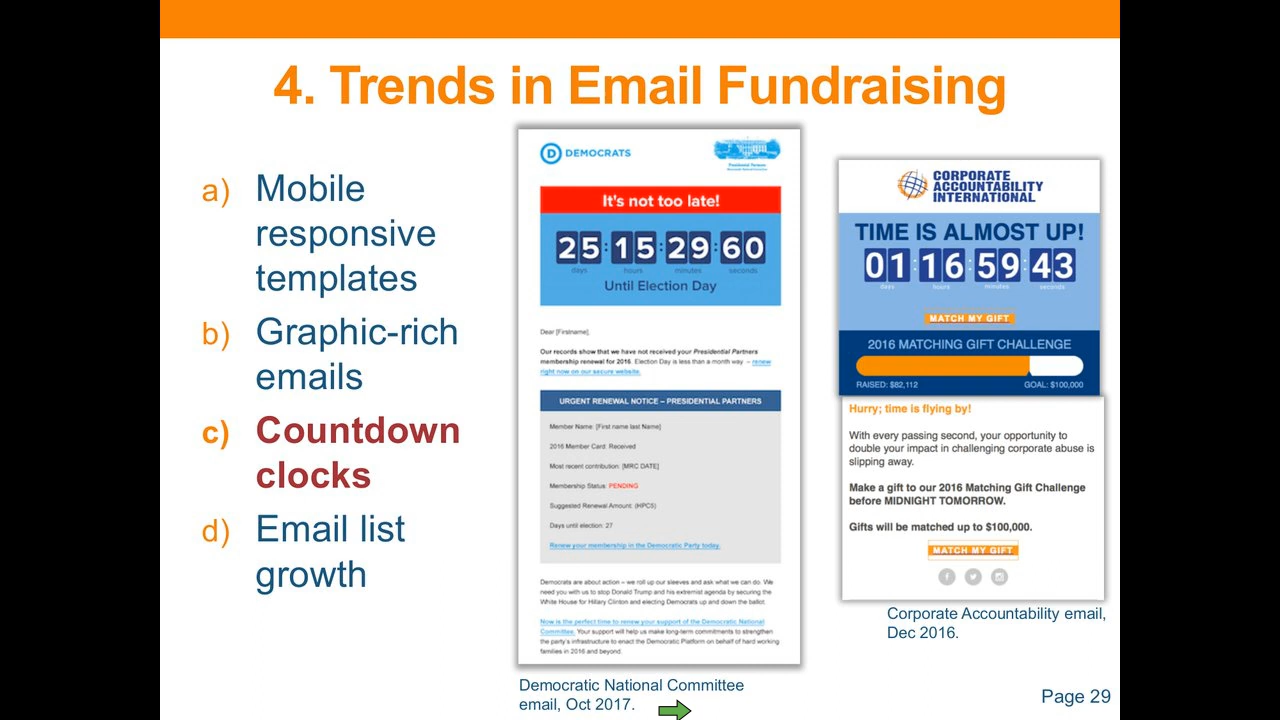 4. Trends in Email Fundraising
a) Mobile
responsive
templates
b) Graphic-rich
emails
c) Countdown
clocks
d) Email list
growth
D DEMOCRATS
Presidential Partners
It's not too late!
25:15:29:60
days hours minutes seconds
Until Election Day
Dear [Firstname],
Our records show that we have not received your Presidential Partners
membership renewal for 2016. Election Day is less than a month way – renew
right now on our secure website.
URGENT RENEWAL NOTICE – PRESIDENTIAL PARTNERS
Member Name: [First name last Name]
2016 Member Card: Received
Most recent contribution: [MRC DATE]
Membership Status: PENDING
Suggested Renewal Amount: (HPC5)
Days until election: 27
Renew your membership in the Democratic Party today.
Democrats are about action – we roll up our sleeves and ask what we can do. We
need you with us to stop Donald Trump and his extremist agenda by securing the
White House for Hillary Clinton and electing Democrats up and down the ballot.
Now is the perfect time to renew your support of the Democratic National
Committee. Your support will help us make long-term commitments to strengthen
the party's infrastructure to enact the Democratic Platform on behalf of hard working
families in 2016 and beyond.
Democratic National Committee
email, Oct 2017.
CORPORATE
ACCOUNTABILITY
INTERNATIONAL
TIME IS ALMOST UP!
01:16:59:43
days hours minutes seconds
MATCH MY GIFT
2016 MATCHING GIFT CHALLENGE
RAISED: $82,112 GOAL: $100,000
Hurry; time is flying by!
With every passing second, your opportunity to
double your impact in challenging corporate abuse is
slipping away.
Make a gift to our 2016 Matching Gift Challenge
before MIDNIGHT TOMORROW.
Gifts will be matched up to $100,000.
MATCH MY GIFT
Corporate Accountability email,
Dec 2016.
Page 29